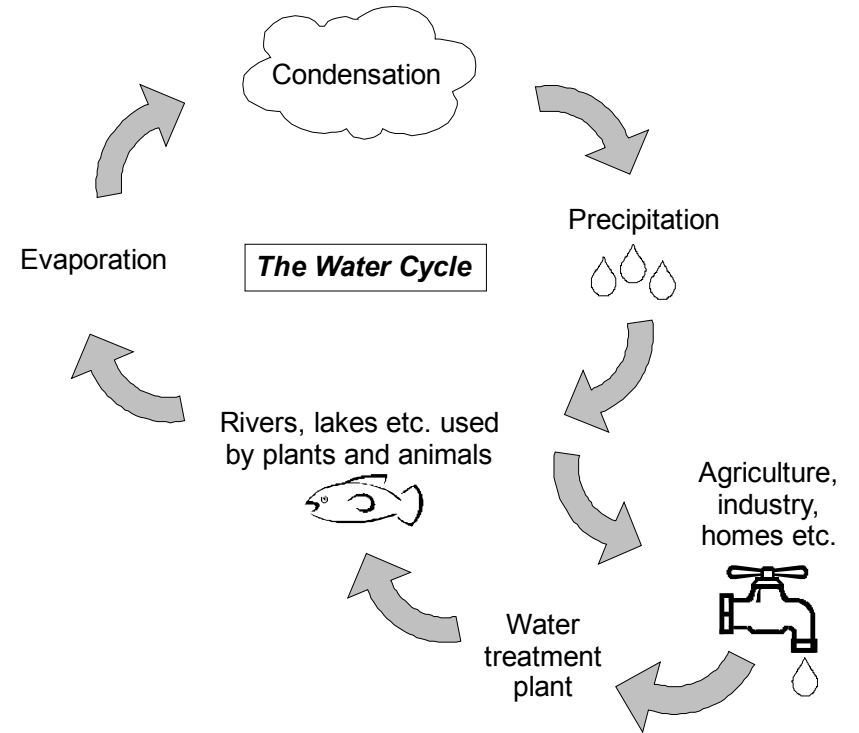 Condensation
Precipitation
Evaporation
The Water Cycle
Rivers, lakes etc. used
by plants and animals
Agriculture,
industry,
homes etc.
Water
treatment
plant